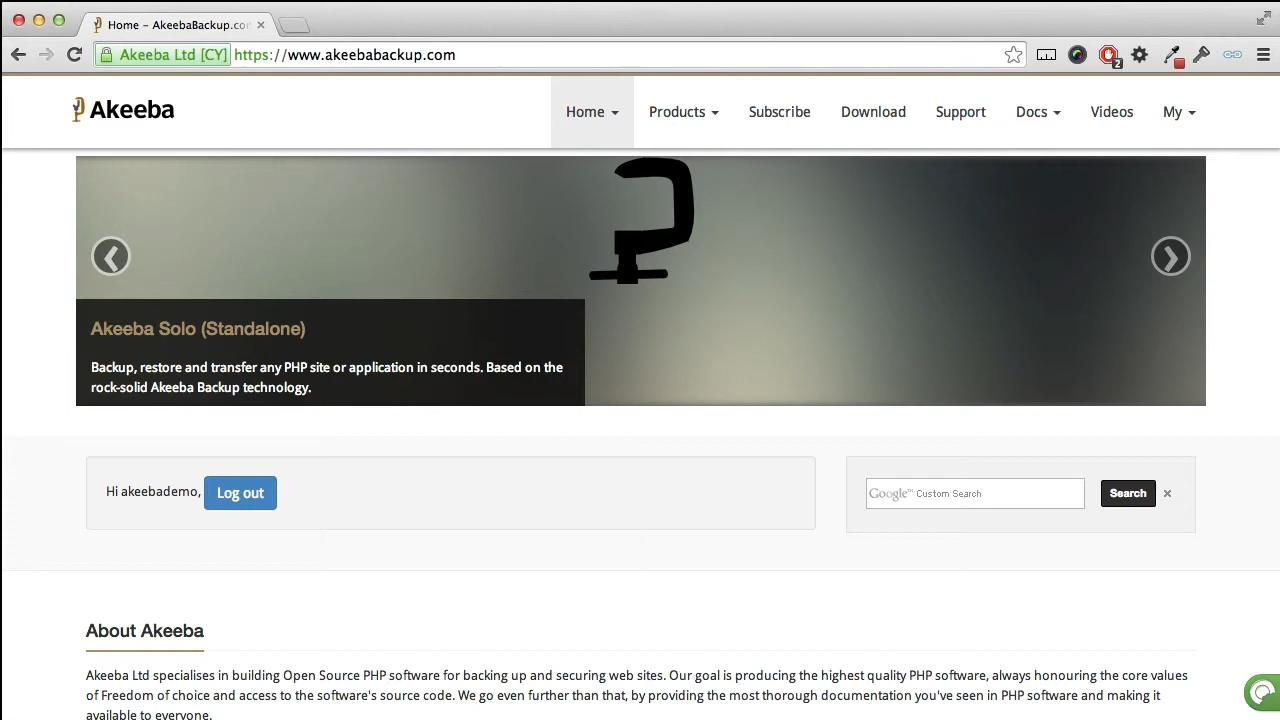 Home – AkeebaBackup.co
Akeeba Ltd [CY] https://www.akeebabackup.com
2
Akeeba
Home Products Subscribe Download Support Docs Videos My
Akeeba Solo (Standalone)
Backup, restore and transfer any PHP site or application in seconds. Based on the
rock-solid Akeeba Backup technology.
Hi akeebademo, Log out
Google™ Custom Search
Search ×
About Akeeba
Akeeba Ltd specialises in building Open Source PHP software for backing up and securing web sites. Our goal is producing the highest quality PHP software, always honouring the core values
of Freedom of choice and access to the software's source code. We go even further than that, by providing the most thorough documentation you've seen in PHP software and making it
available to everyone.